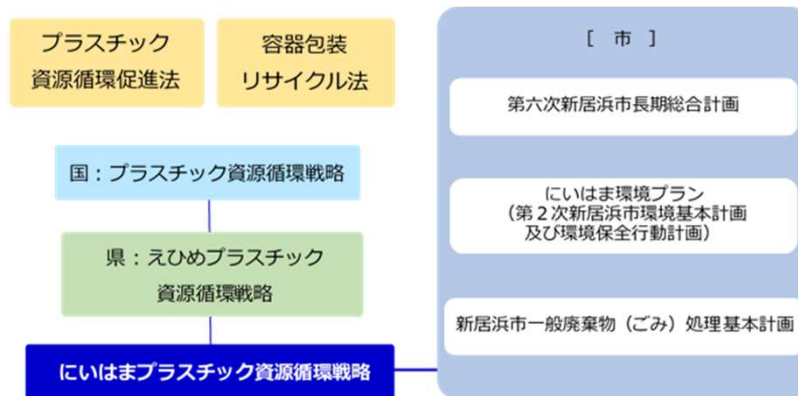 プラスチック
資源循環促進法
容器包装
リサイクル法
国：プラスチック資源循環戦略
県：えひめプラスチック
資源循環戦略
にいはまプラスチック資源循環戦略
［ 市 ］
第六次新居浜市長期総合計画
にいはま環境プラン
（第２次新居浜市環境基本計画
及び環境保全行動計画）
新居浜市一般廃棄物（ごみ）処理基本計画